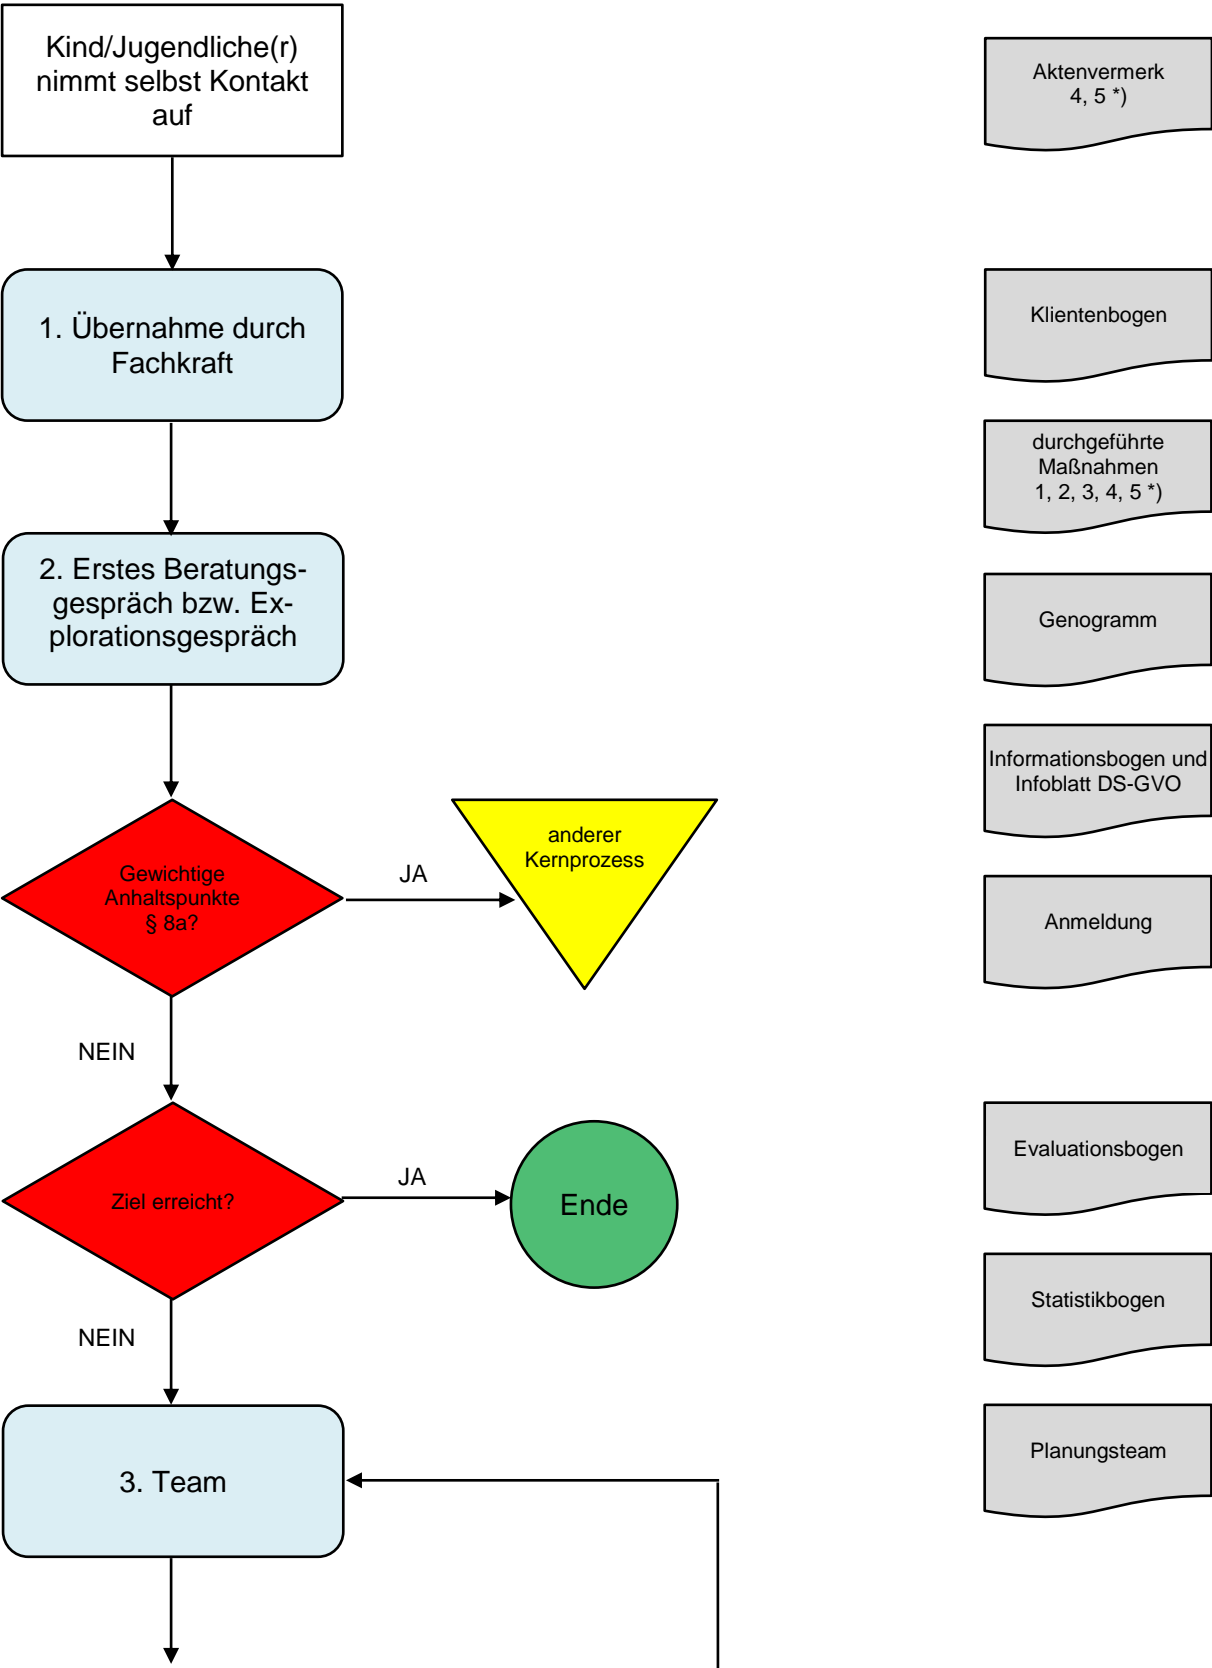 Kind/Jugendliche(r)
nimmt selbst Kontakt
auf
Aktenvermerk
4, 5 *)
1. Übernahme durch
Fachkraft
Klientenbogen
durchgeführte
Maßnahmen
1, 2, 3, 4, 5 *)
2. Erstes Beratungs-
gespräch bzw. Ex-
plorationsgespräch
Genogramm
Informationsbogen und
Infoblatt DS-GVO
Gewichtige
Anhaltspunkte
§ 8a?
JA
anderer
Kernprozess
Anmeldung
NEIN
Ziel erreicht?
JA
Ende
Evaluationsbogen
Statistikbogen
NEIN
3. Team
Planungsteam